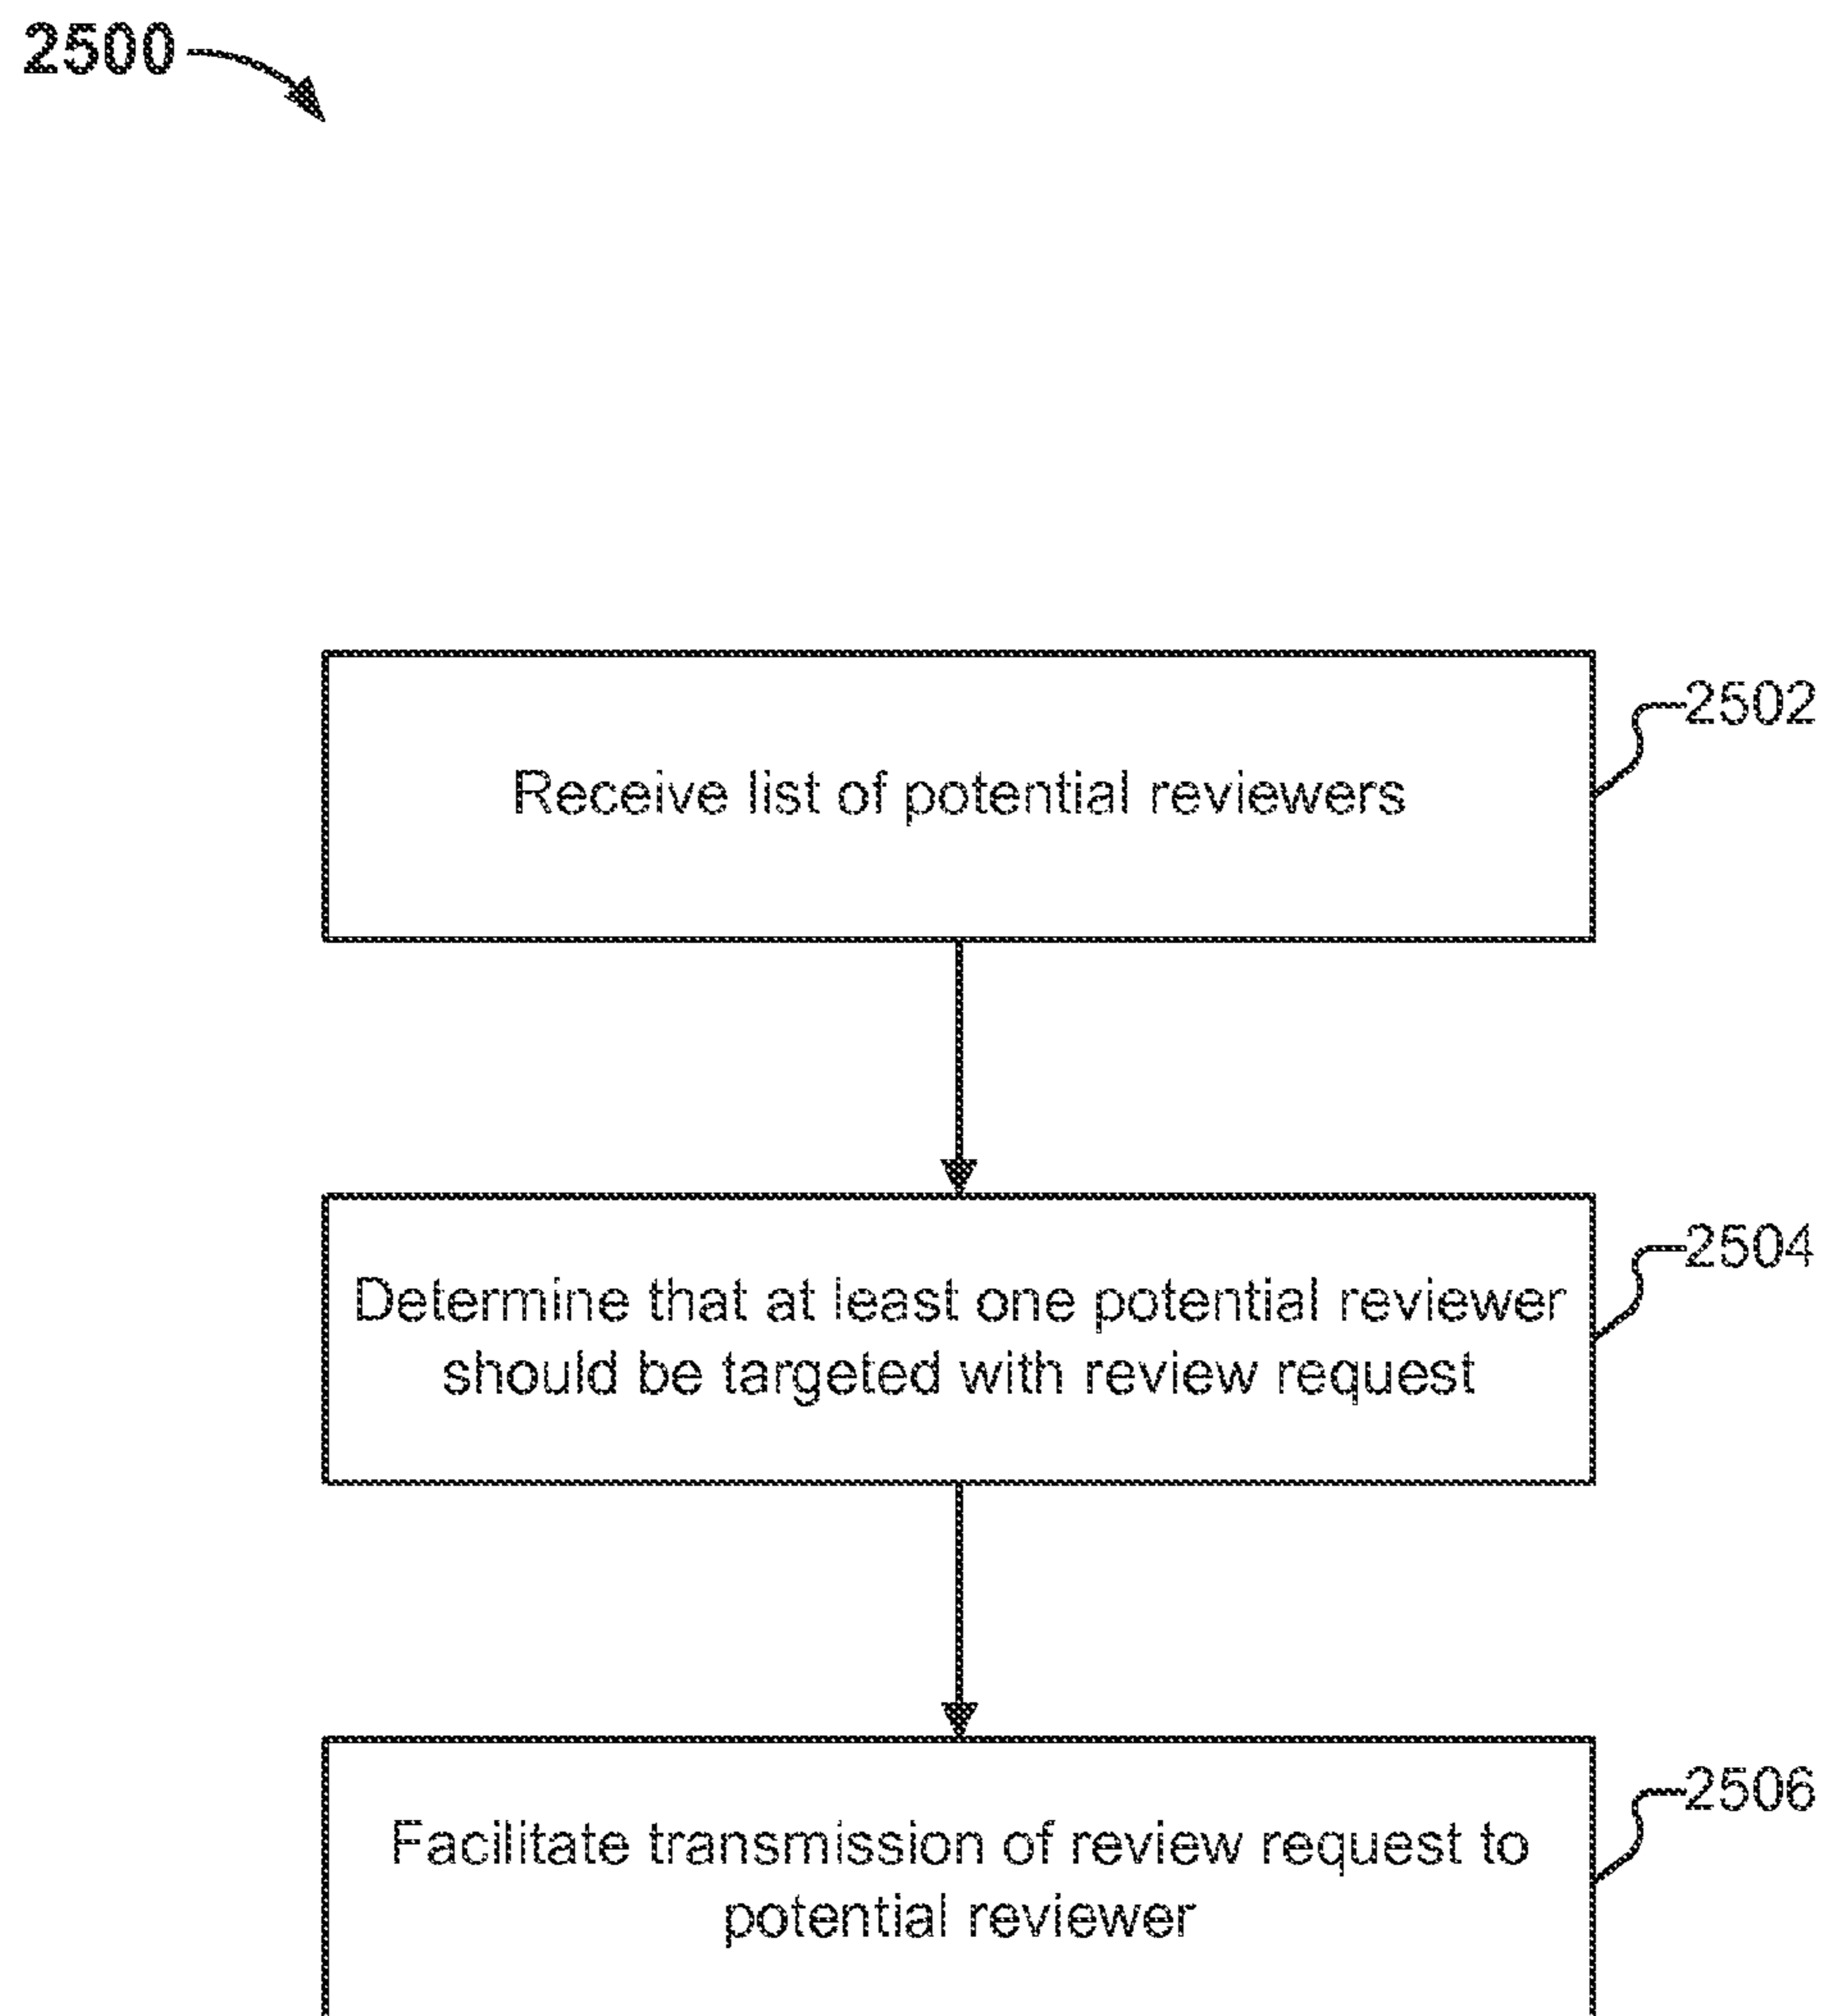 2500
Receive list of potential reviewers
2502
Determine that at least one potential reviewer
should be targeted with review request
2504
Facilitate transmission of review request to
potential reviewer
2506